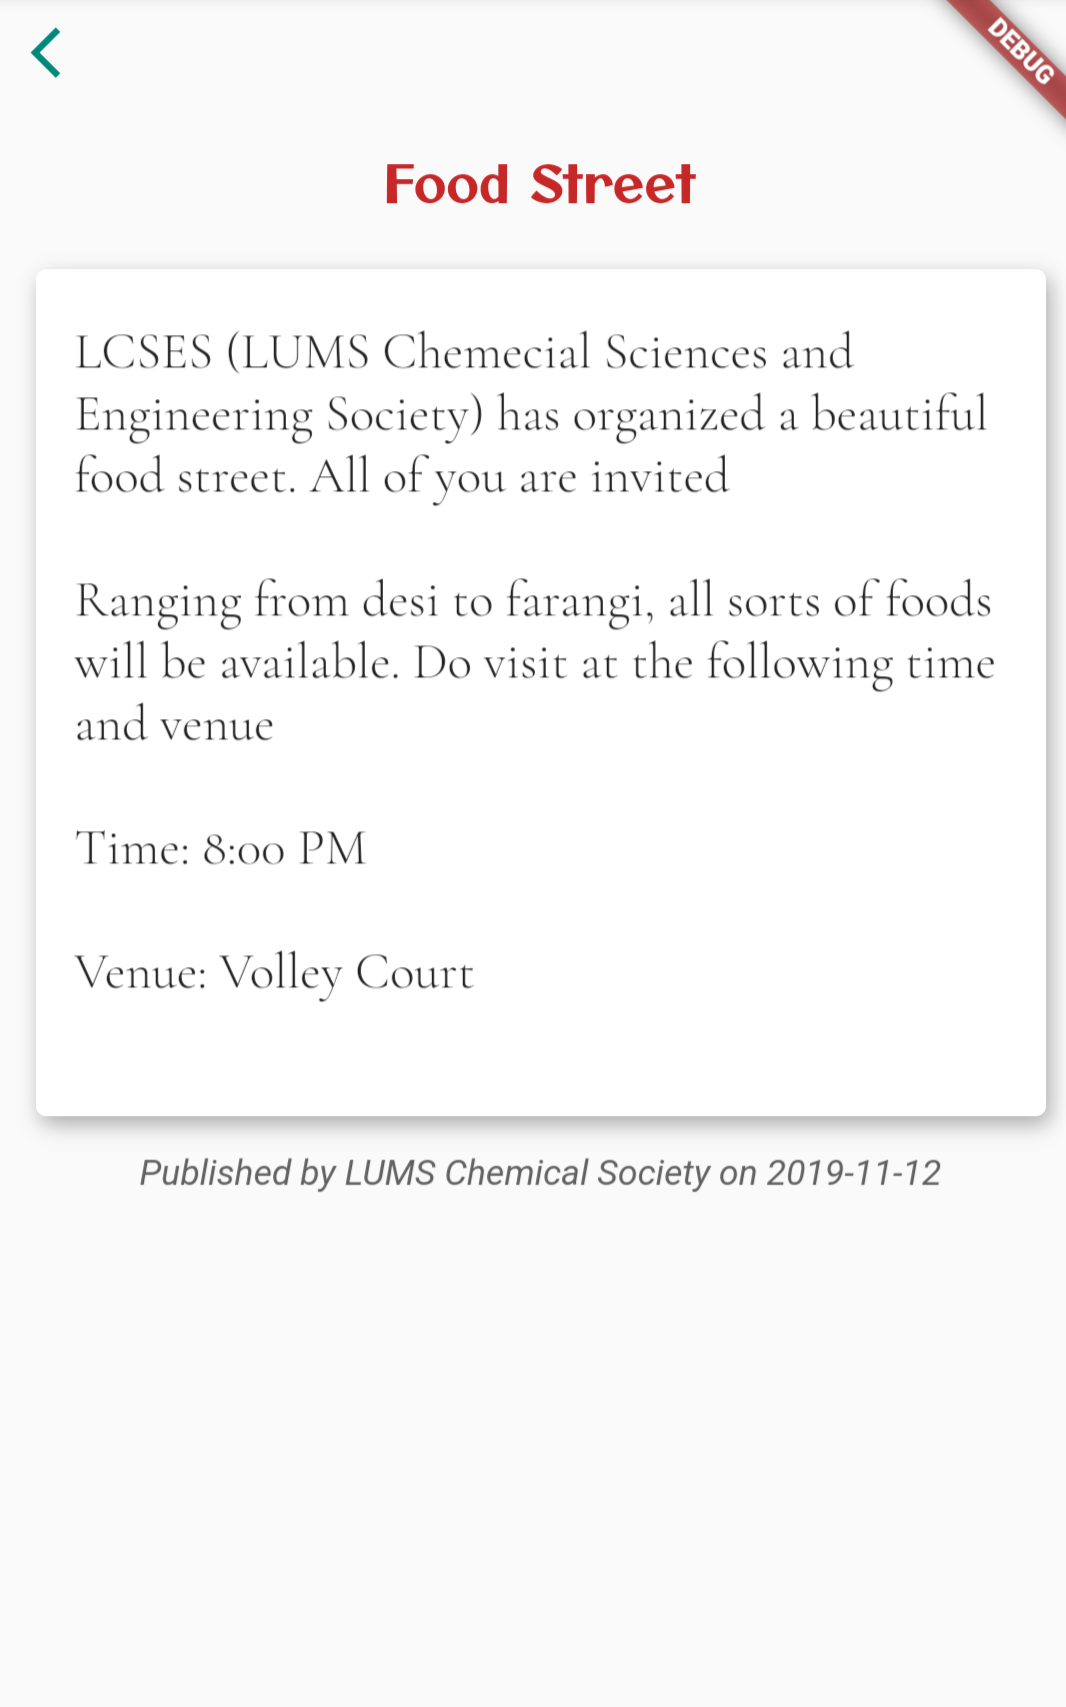 DEBUG
Food Street
LCSES (LUMS Chemecial Sciences and
Engineering Society) has organized a beautiful
food street. All of you are invited
Ranging from desi to farangi, all sorts of foods
will be available. Do visit at the following time
and venue
Time: 8:00 PM
Venue: Volley Court
Published by LUMS Chemical Society on 2019-11-12